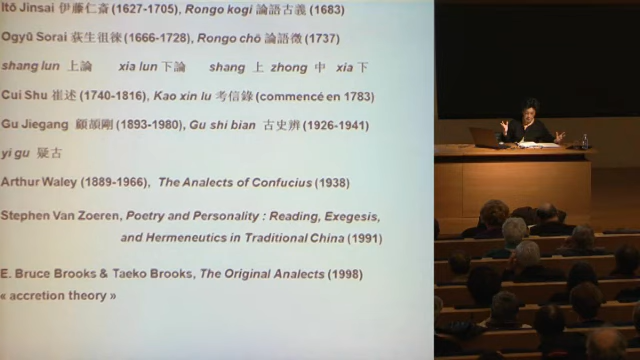 Itō Jinsai 伊藤仁斎 (1627-1705), Rongo kogi 論語古義 (1683)
Ogyū Sorai 荻生徂徠 (1666-1728), Rongo chō 論語徴 (1737)
shang lun 上論 xia lun 下論 shang 上 zhong 中 xia 下
Cui Shu 崔述 (1740-1816), Kao xin lu 考信錄 (commencé en 1783)
Gu Jiegang 顧頡剛 (1893-1980), Gu shi bian 古史辨 (1926-1941)
yi gu 疑古
Arthur Waley (1889-1966), The Analects of Confucius (1938)
Stephen Van Zoeren, Poetry and Personality : Reading, Exegesis,
and Hermeneutics in Traditional China (1991)
E. Bruce Brooks & Taeko Brooks, The Original Analects (1998)
« accretion theory »